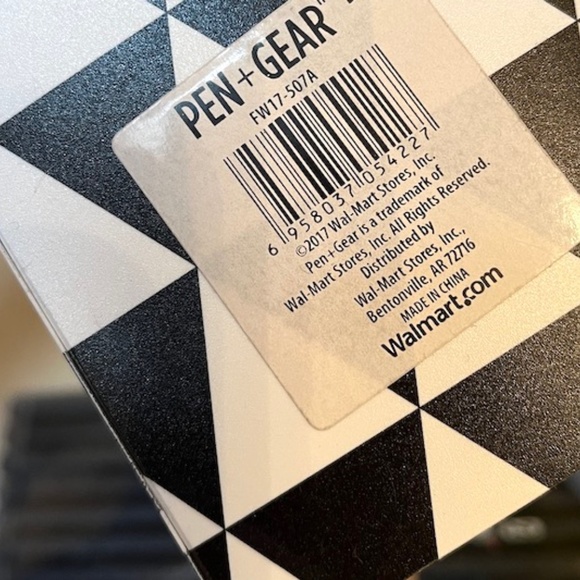 PEN+GEAR™
FW17-507A
6 958037 054227
©2017 Wal-Mart Stores, Inc.
Pen+Gear is a trademark of
Wal-Mart Stores, Inc. All Rights Reserved.
Distributed by
Wal-Mart Stores, Inc.,
Bentonville, AR 72716
MADE IN CHINA
Walmart.com